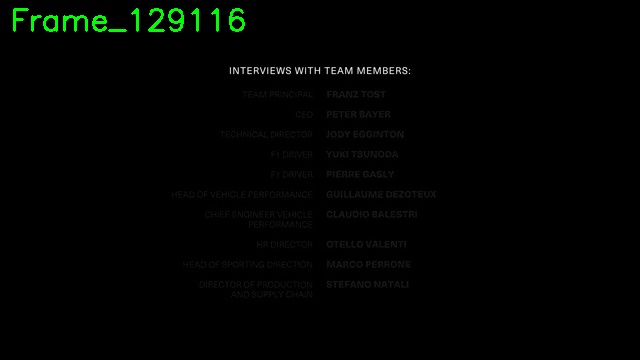 Frame_129116
INTERVIEWS WITH TEAM MEMBERS:
TEAM PRINCIPAL FRANZ TOST
CEO PETER BAYER
TECHNICAL DIRECTOR JODY EGGINTON
F1 DRIVER YUKI TSUNODA
F1 DRIVER PIERRE GASLY
HEAD OF VEHICLE PERFORMANCE GUILLAUME DEZOTEUX
CHIEF ENGINEER VEHICLE PERFORMANCE CLAUDIO BALESTRI
HR DIRECTOR OTELLO VALENTI
HEAD OF SPORTING DIRECTION MARCO PERRONE
DIRECTOR OF PRODUCTION AND SUPPLY CHAIN STEFANO NATALI